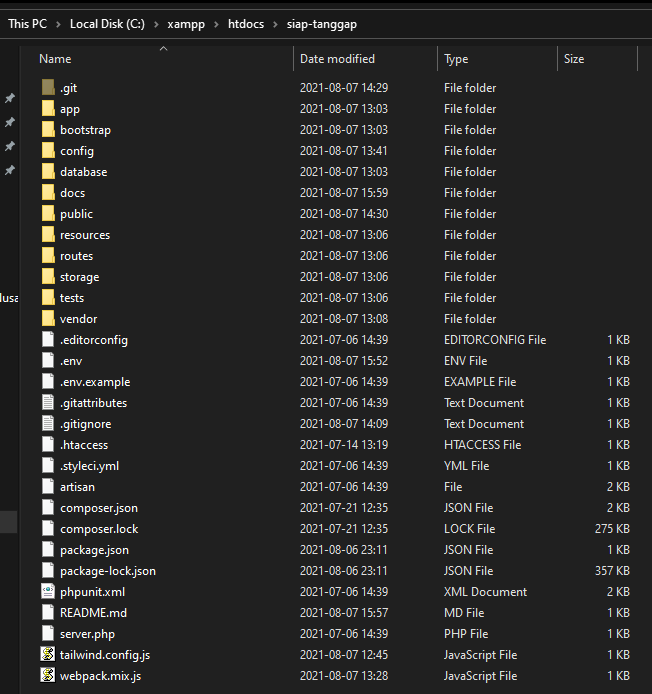 This PC > Local Disk (C:) > xampp > htdocs > siap-tanggap
Name Date modified Type Size
.git 2021-08-07 14:29 File folder
app 2021-08-07 13:03 File folder
bootstrap 2021-08-07 13:03 File folder
config 2021-08-07 13:41 File folder
database 2021-08-07 13:03 File folder
docs 2021-08-07 15:59 File folder
public 2021-08-07 14:30 File folder
resources 2021-08-07 13:06 File folder
routes 2021-08-07 13:06 File folder
storage 2021-08-07 13:06 File folder
lusa tests 2021-08-07 13:06 File folder
vendor 2021-08-07 13:08 File folder
.editorconfig 2021-07-06 14:39 EDITORCONFIG File 1 KB
.env 2021-08-07 15:52 ENV File 1 KB
.env.example 2021-07-06 14:39 EXAMPLE File 1 KB
.gitattributes 2021-07-06 14:39 Text Document 1 KB
.gitignore 2021-08-07 14:09 Text Document 1 KB
.htaccess 2021-07-14 13:19 HTACCESS File 1 KB
.styleci.yml 2021-07-06 14:39 YML File 1 KB
artisan 2021-07-06 14:39 File 2 KB
composer.json 2021-07-21 12:35 JSON File 2 KB
composer.lock 2021-07-21 12:35 LOCK File 275 KB
package.json 2021-08-06 23:11 JSON File 1 KB
package-lock.json 2021-08-06 23:11 JSON File 357 KB
phpunit.xml 2021-07-06 14:39 XML Document 2 KB
README.md 2021-08-07 15:57 MD File 1 KB
server.php 2021-07-06 14:39 PHP File 1 KB
tailwind.config.js 2021-08-07 12:45 JavaScript File 1 KB
webpack.mix.js 2021-08-07 13:28 JavaScript File 1 KB